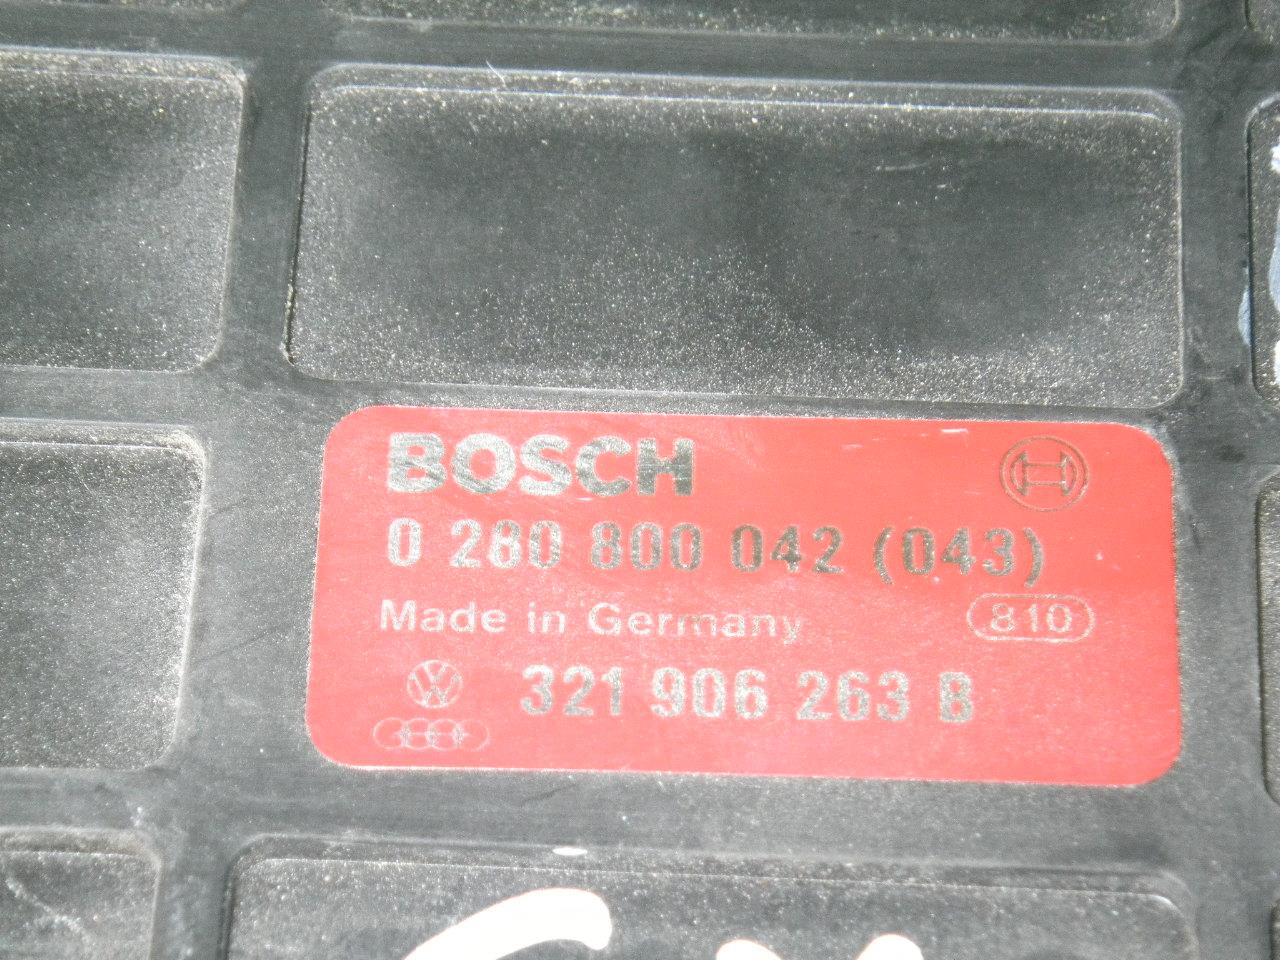 BOSCH
0 280 800 042 (043)
Made in Germany 810
321 906 263 B